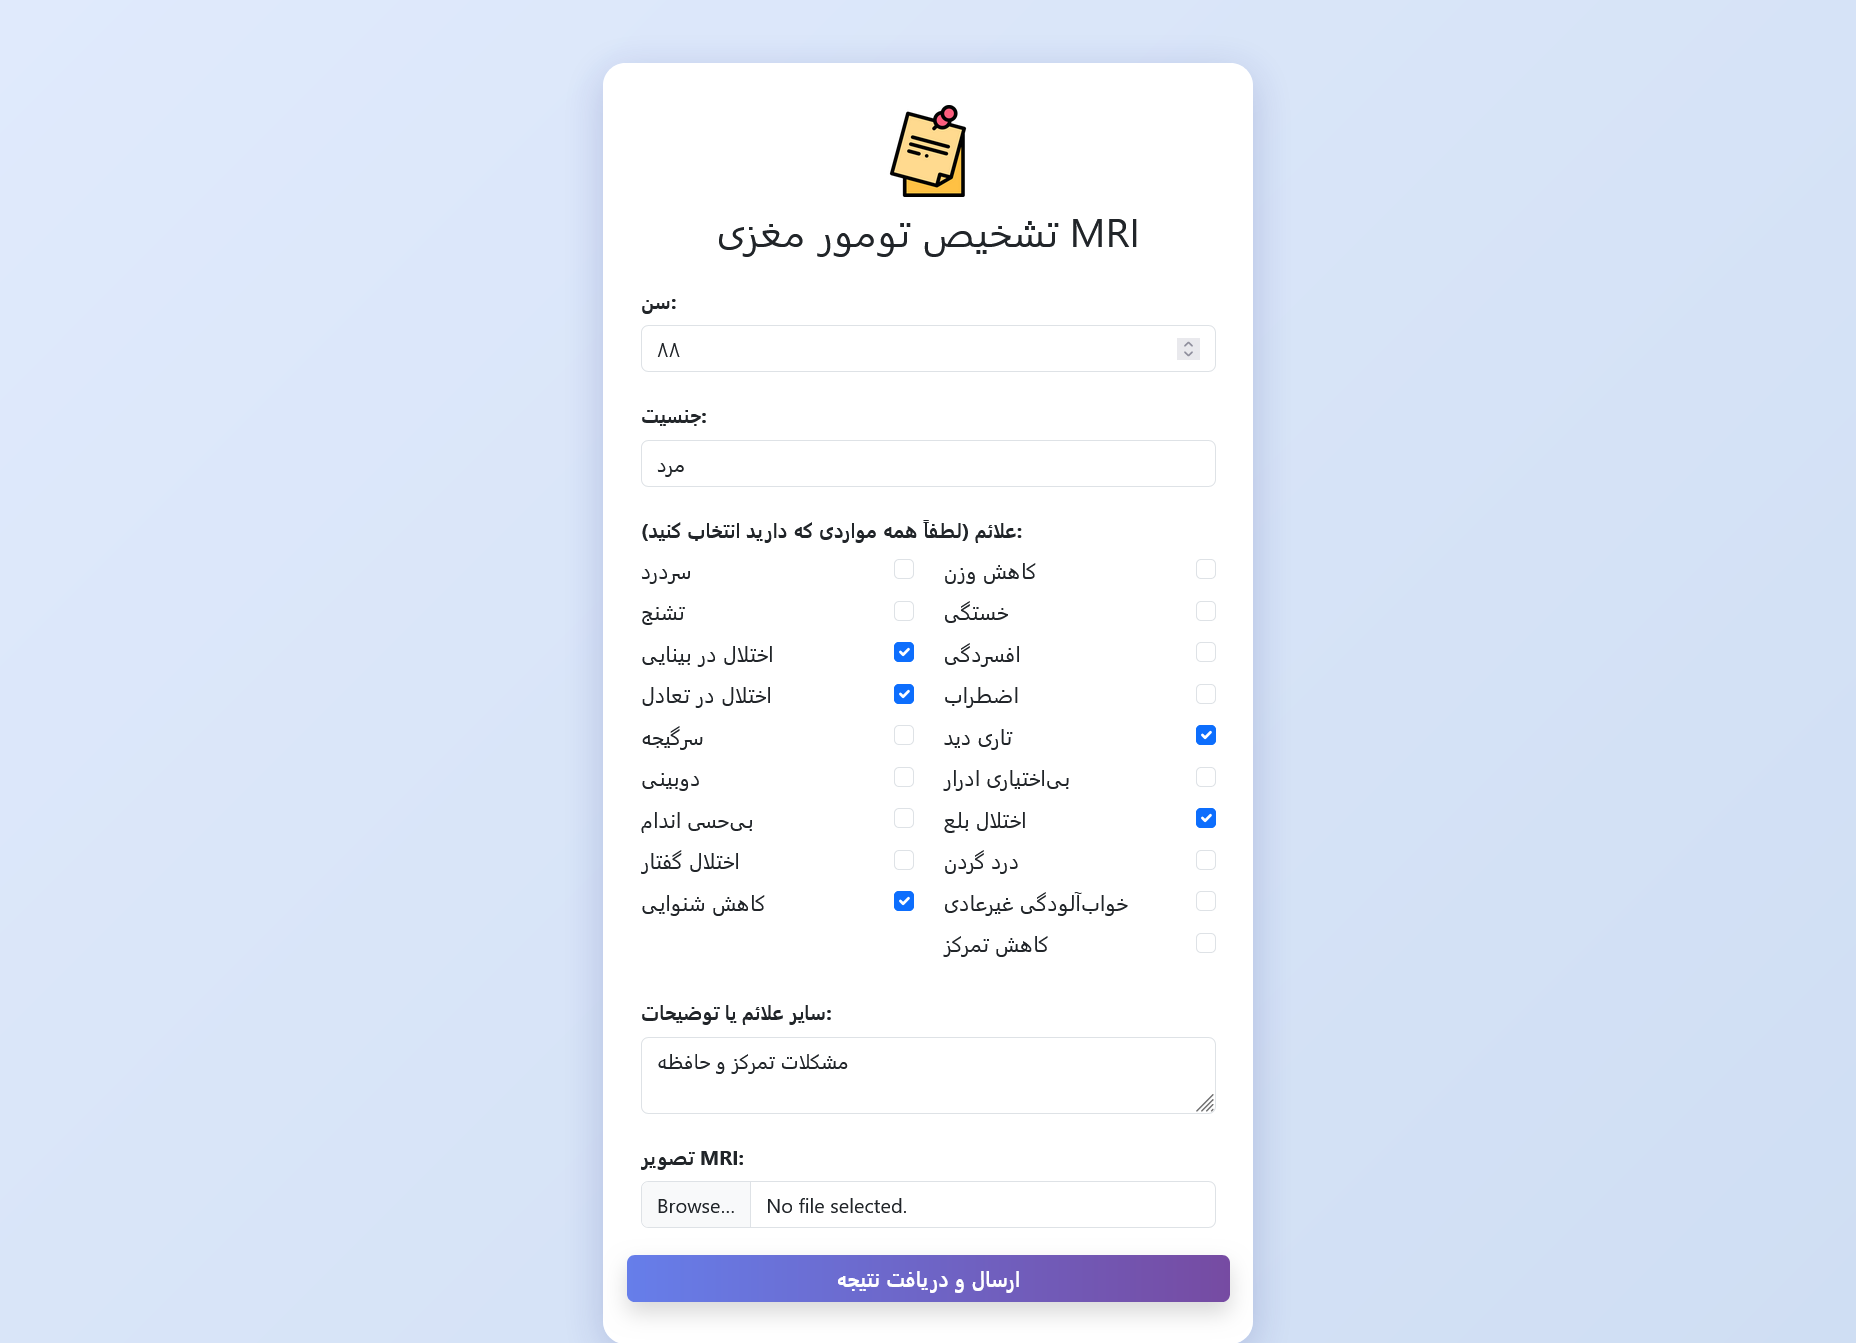 تشخیص تومور مغزی MRI
سن:
۸۸
جنسیت:
مرد
علائم (لطفاً همه مواردی که دارید انتخاب کنید):
سردرد
کاهش وزن
تشنج
خستگی
اختلال در بینایی
افسردگی
اختلال در تعادل
اضطراب
سرگیجه
تاری دید
دوبینی
بی‌اختیاری ادرار
بی‌حسی اندام
اختلال بلع
اختلال گفتار
درد گردن
کاهش شنوایی
خواب‌آلودگی غیرعادی
کاهش تمرکز
سایر علائم یا توضیحات:
مشکلات تمرکز و حافظه
تصویر MRI:
Browse... No file selected.
ارسال و دریافت نتیجه